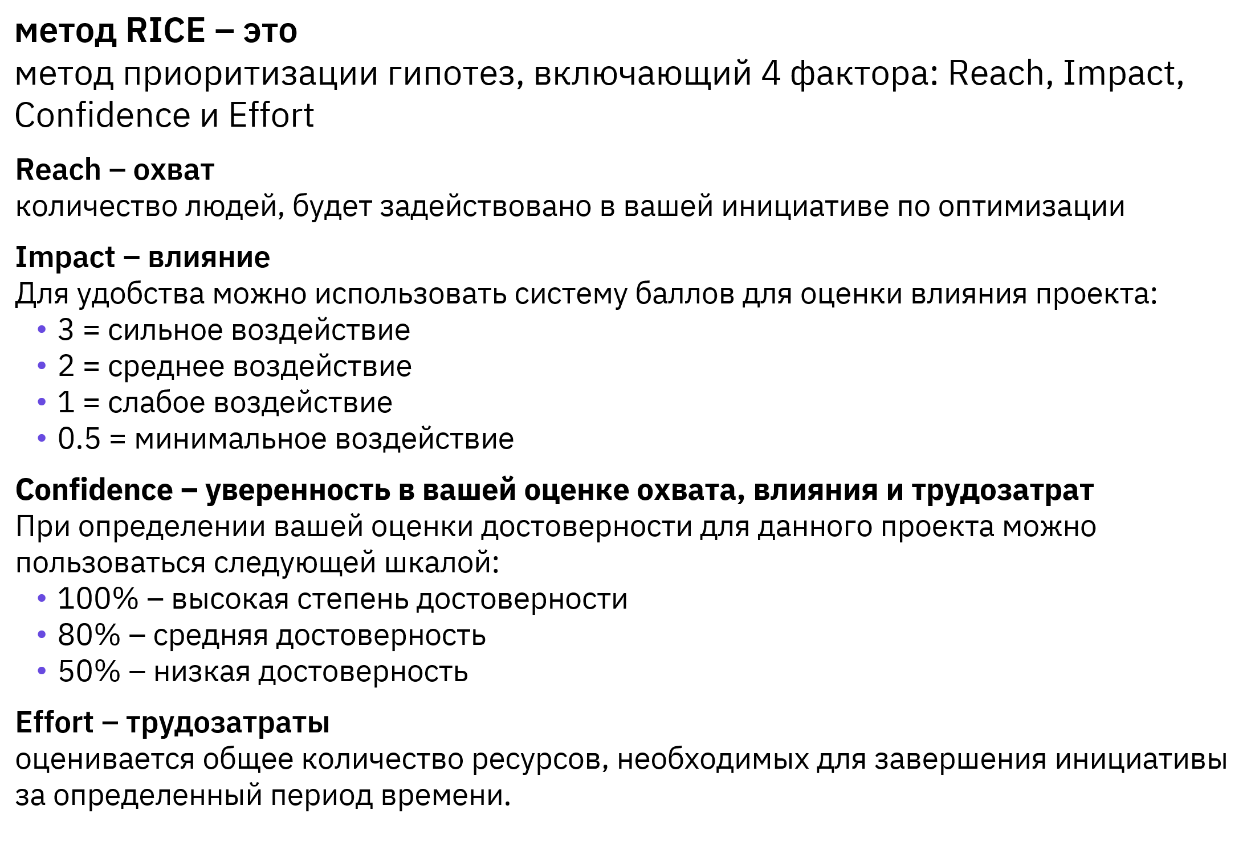 метод RICE – это
метод приоритизации гипотез, включающий 4 фактора: Reach, Impact,
Confidence и Effort
Reach – охват
количество людей, будет задействовано в вашей инициативе по оптимизации
Impact – влияние
Для удобства можно использовать систему баллов для оценки влияния проекта:
• 3 = сильное воздействие
• 2 = среднее воздействие
• 1 = слабое воздействие
• 0.5 = минимальное воздействие
Confidence – уверенность в вашей оценке охвата, влияния и трудозатрат
При определении вашей оценки достоверности для данного проекта можно
пользоваться следующей шкалой:
• 100% – высокая степень достоверности
• 80% – средняя достоверность
• 50% – низкая достоверность
Effort – трудозатраты
оценивается общее количество ресурсов, необходимых для завершения инициативы
за определенный период времени.